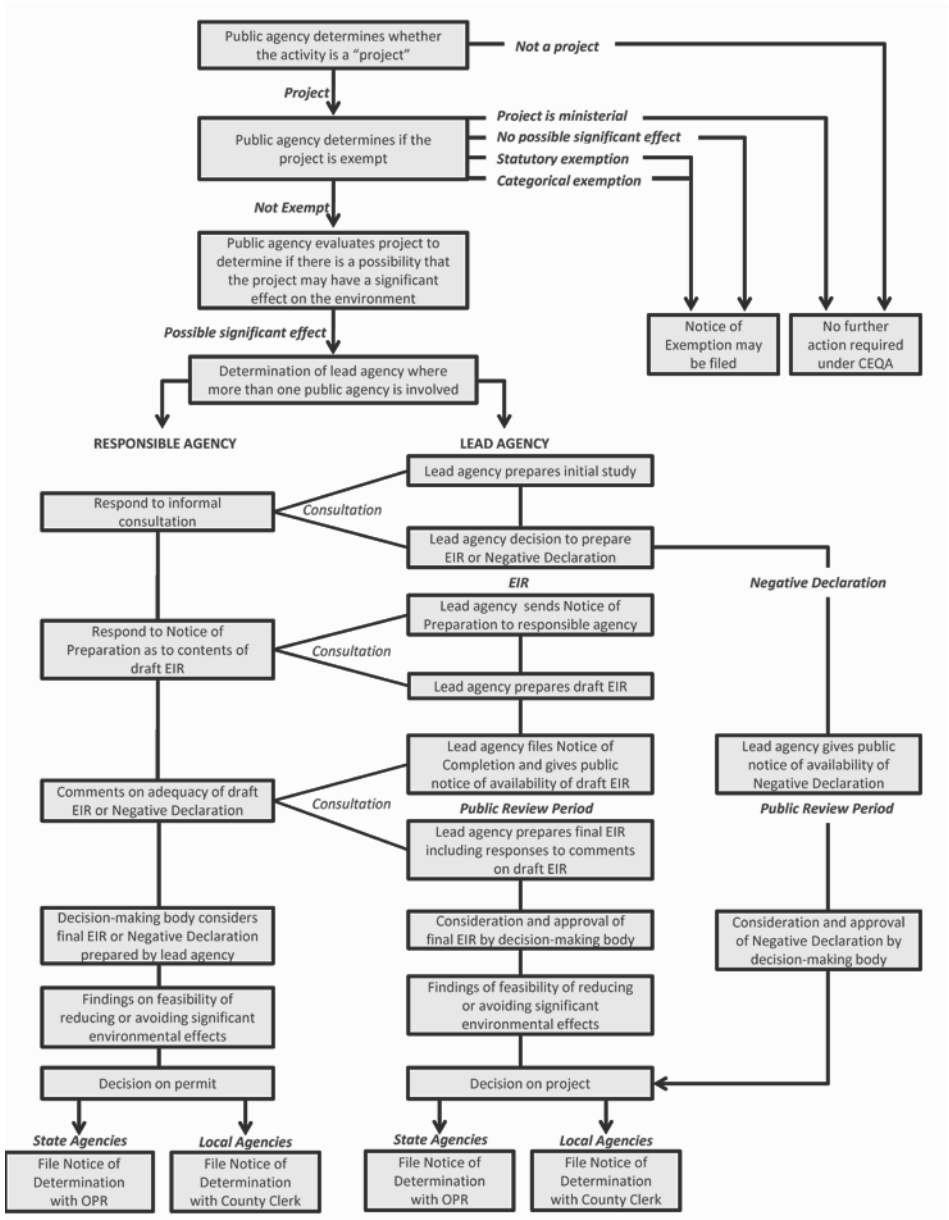 Public agency determines whether
the activity is a “project”
Not a project
Project
Public agency determines if the
project is exempt
Project is ministerial
No possible significant effect
Statutory exemption
Categorical exemption
Not Exempt
Public agency evaluates project to
determine if there is a possibility that
the project may have a significant
effect on the environment
Notice of
Exemption may
be filed
No further
action required
under CEQA
Possible significant effect
Determination of lead agency where
more than one public agency is involved
RESPONSIBLE AGENCY
LEAD AGENCY
Lead agency prepares initial study
Respond to informal
consultation
Consultation
Lead agency decision to prepare
EIR or Negative Declaration
EIR
Negative Declaration
Lead agency sends Notice of
Preparation to responsible agency
Respond to Notice of
Preparation as to contents of
draft EIR
Consultation
Lead agency prepares draft EIR
Lead agency files Notice of
Completion and gives public
notice of availability of draft EIR
Lead agency gives public
notice of availability of
Negative Declaration
Comments on adequacy of draft
EIR or Negative Declaration
Consultation
Public Review Period
Public Review Period
Lead agency prepares final EIR
including responses to comments
on draft EIR
Decision-making body considers
final EIR or Negative Declaration
prepared by lead agency
Consideration and approval of
final EIR by decision-making body
Consideration and approval
of Negative Declaration by
decision-making body
Findings on feasibility of
reducing or avoiding significant
environmental effects
Findings of feasibility of reducing
or avoiding significant
environmental effects
Decision on permit
Decision on project
State Agencies
Local Agencies
State Agencies
Local Agencies
File Notice of
Determination
with OPR
File Notice of
Determination
with County Clerk
File Notice of
Determination
with OPR
File Notice of
Determination
with County Clerk